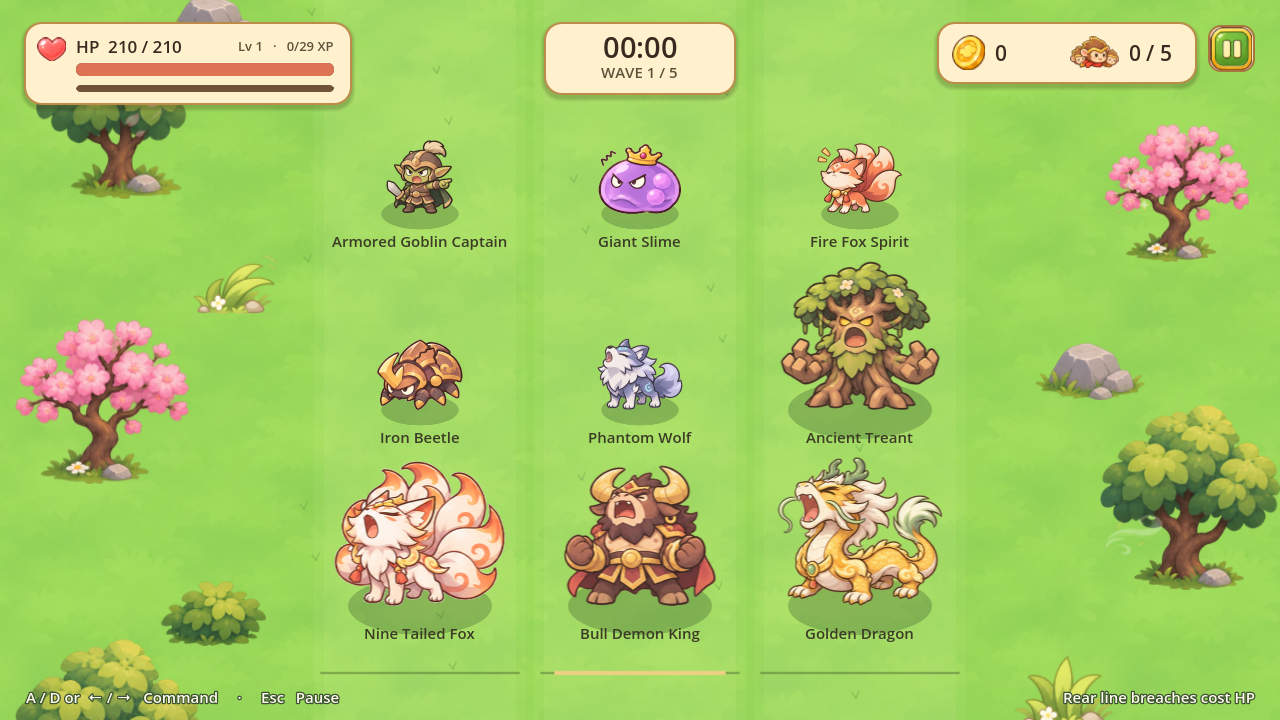 HP 210 / 210 Lv 1 · 0/29 XP
00:00
WAVE 1 / 5
0
0 / 5
Armored Goblin Captain
Giant Slime
Fire Fox Spirit
Iron Beetle
Phantom Wolf
Ancient Treant
Nine Tailed Fox
Bull Demon King
Golden Dragon
A / D or ← / → Command · Esc Pause
Rear line breaches cost HP